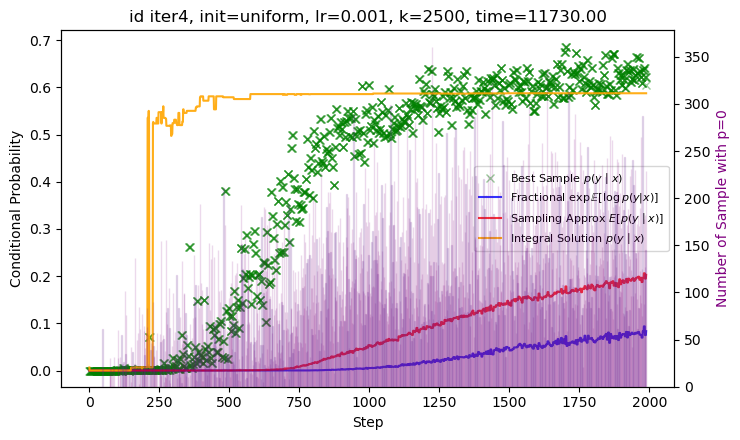 id iter4, init=uniform, lr=0.001, k=2500, time=11730.00
Conditional Probability
0.7
0.6
0.5
0.4
0.3
0.2
0.1
0.0
Best Sample p(y | x)
Fractional exp 𝔼[log p(y|x)]
Sampling Approx E[p(y | x)]
Integral Solution p(y | x)
350
300
250
200
150
100
50
0
Number of Sample with p=0
0 250 500 750 1000 1250 1500 1750 2000
Step